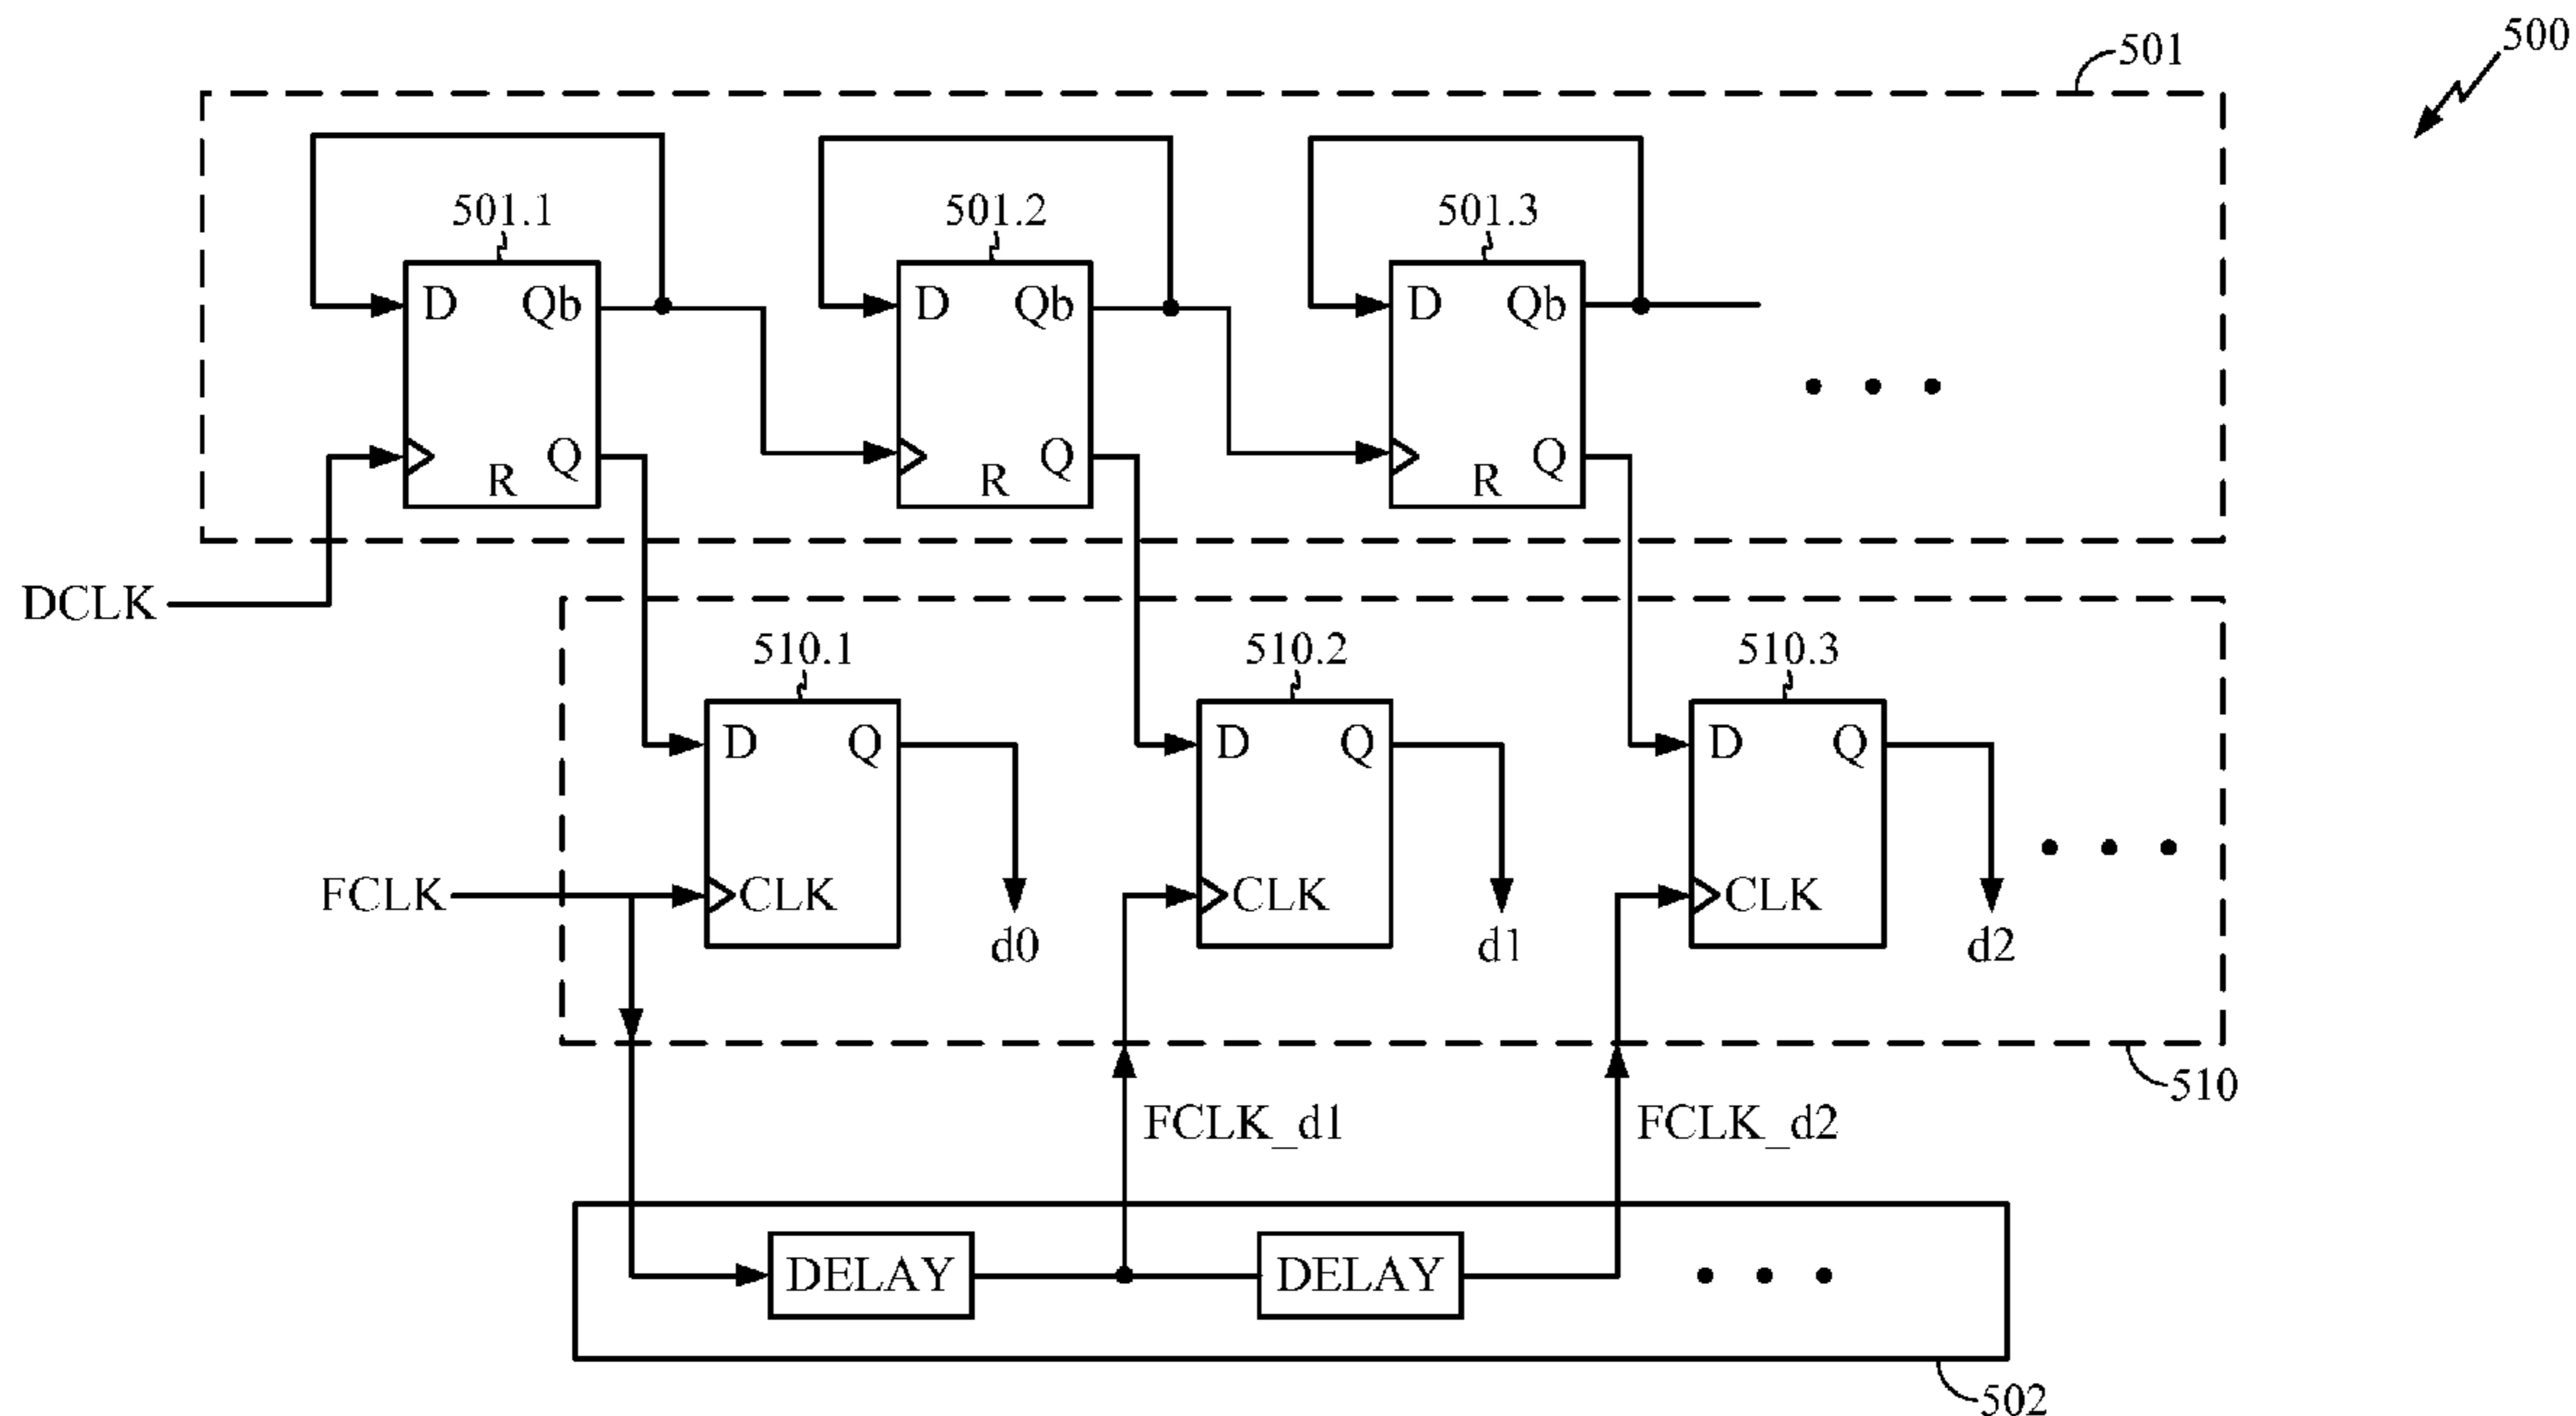 500
501
501.1
501.2
501.3
D Qb
D Qb
D Qb
R Q
R Q
R Q
DCLK
510.1
510.2
510.3
D Q
D Q
D Q
FCLK
CLK
CLK
CLK
d0
d1
d2
510
FCLK_d1
FCLK_d2
DELAY
DELAY
502